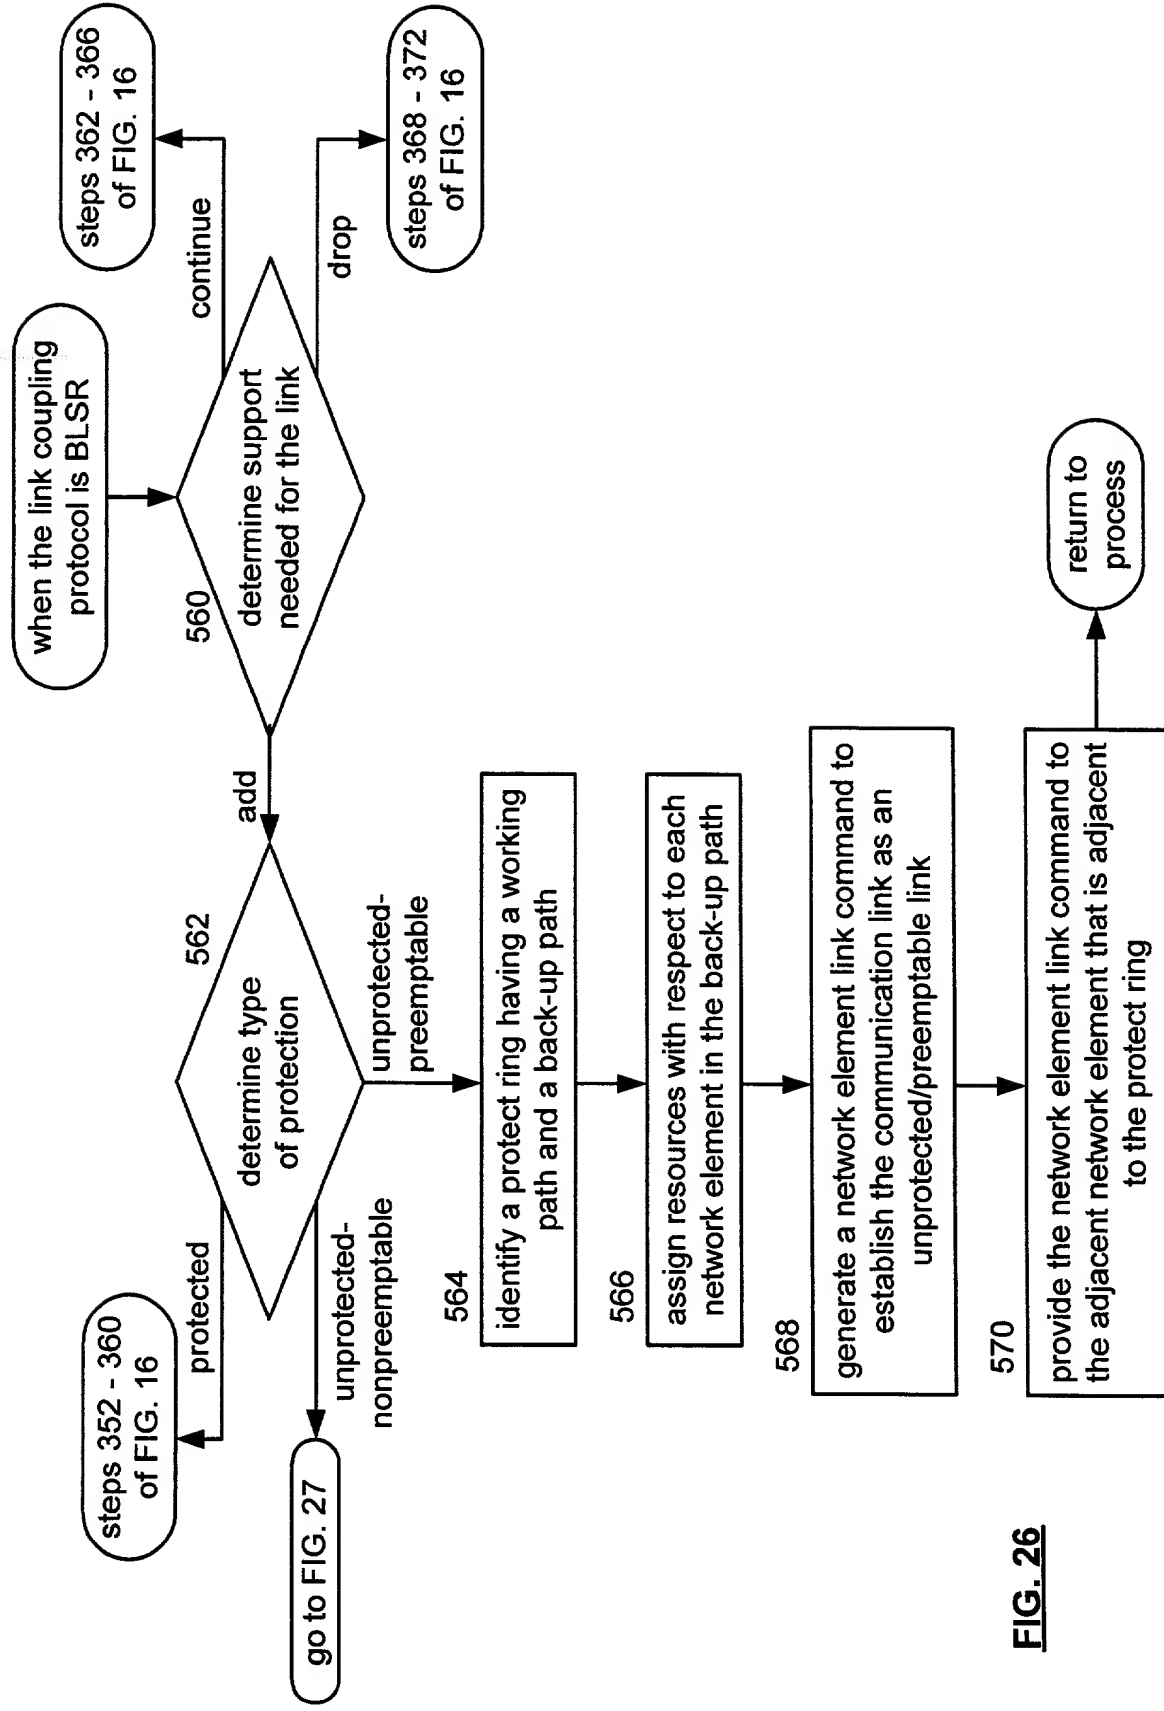 when the link coupling
protocol is BLSR
560
determine support
needed for the link
continue
steps 362 - 366
of FIG. 16
drop
steps 368 - 372
of FIG. 16
add
562
determine type
of protection
protected
steps 352 - 360
of FIG. 16
unprotected-
nonpreemptable
go to FIG. 27
unprotected-
preemptable
564
identify a protect ring having a working
path and a back-up path
566
assign resources with respect to each
network element in the back-up path
568
generate a network element link command to
establish the communication link as an
unprotected/preemptable link
570
provide the network element link command to
the adjacent network element that is adjacent
to the protect ring
return to
process
FIG. 26